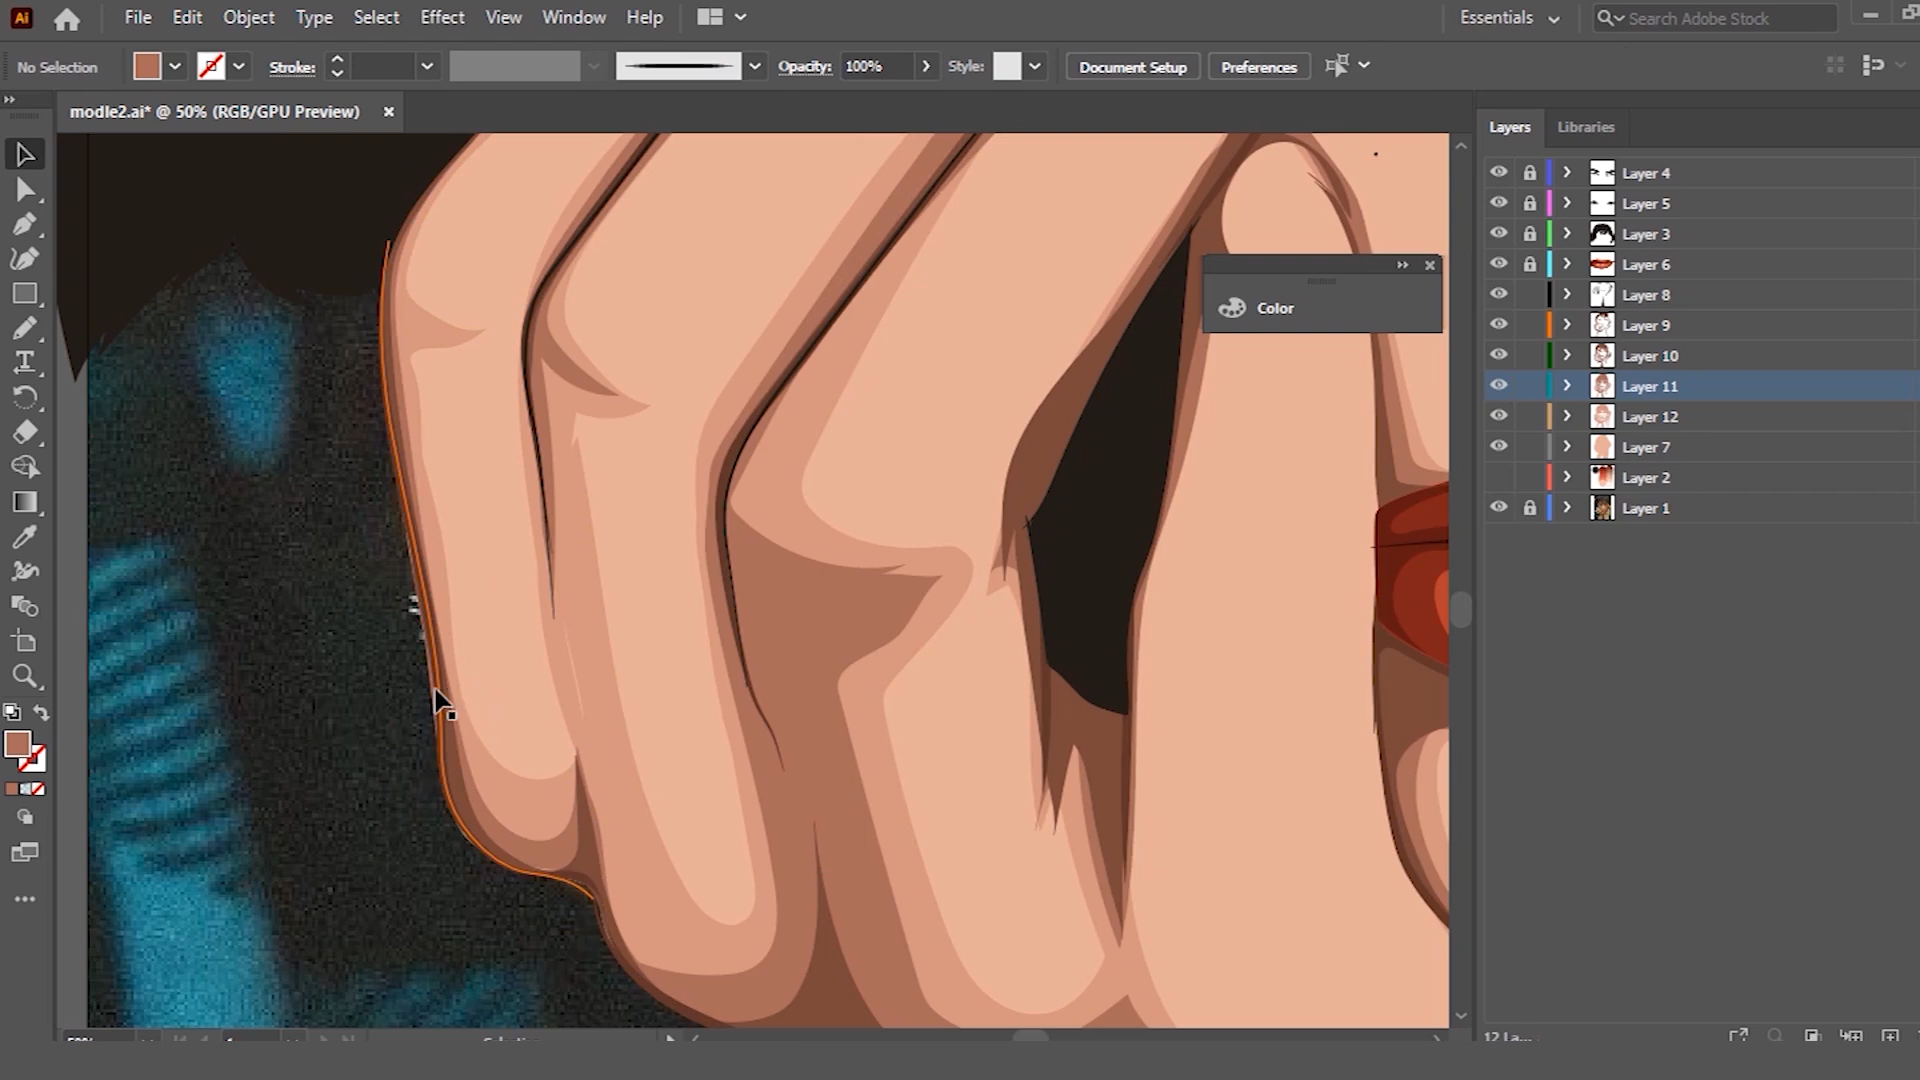 Ai File Edit Object Type Select Effect View Window Help Essentials Search Adobe Stock
No Selection Stroke: Opacity: 100% Style: Document Setup Preferences
modle2.ai* @ 50% (RGB/GPU Preview)
Layers Libraries
Layer 4
Layer 5
Layer 3
Layer 6
Layer 8
Layer 9
Layer 10
Layer 11
Layer 12
Layer 7
Layer 2
Layer 1
Color